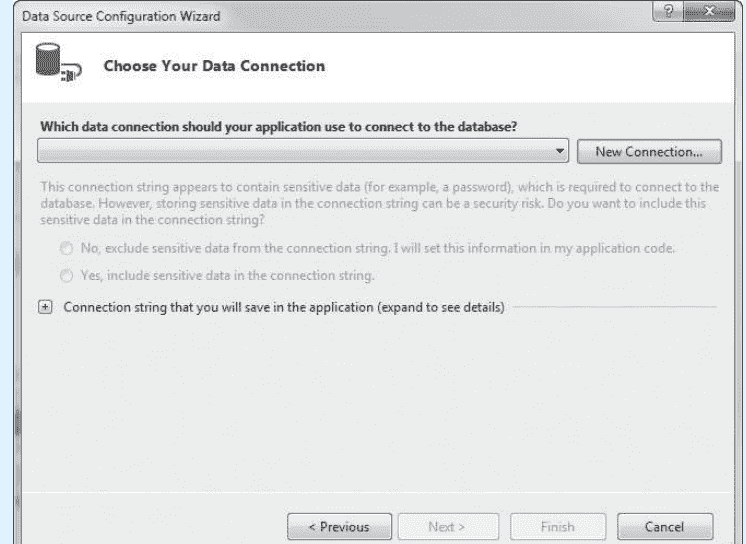 Data Source Configuration Wizard
Choose Your Data Connection
Which data connection should your application use to connect to the database?
New Connection...
This connection string appears to contain sensitive data (for example, a password), which is required to connect to the
database. However, storing sensitive data in the connection string can be a security risk. Do you want to include this
sensitive data in the connection string?
No, exclude sensitive data from the connection string. I will set this information in my application code.
Yes, include sensitive data in the connection string.
Connection string that you will save in the application (expand to see details)
< Previous
Next >
Finish
Cancel